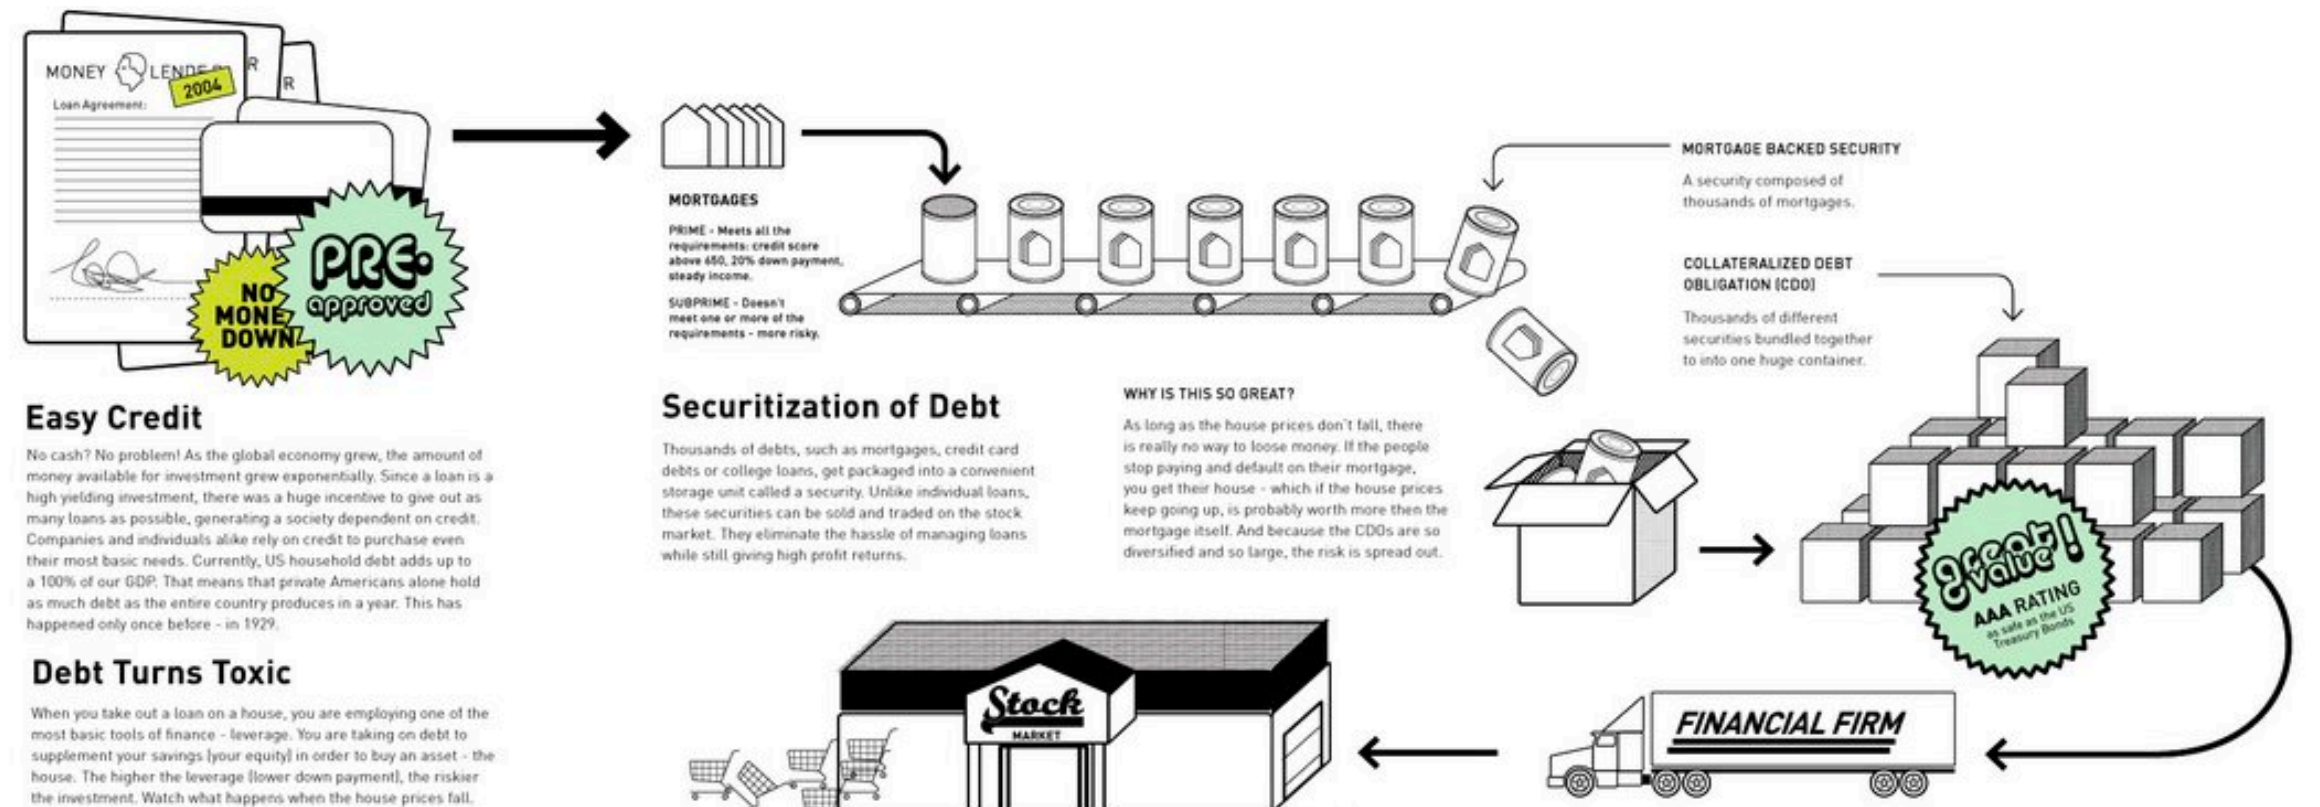 MONEY LENDE
R
R
2004
Loan Agreement:
NO
MONE
DOWN
PRE-
approved
Easy Credit
No cash? No problem! As the global economy grew, the amount of
money available for investment grew exponentially. Since a loan is a
high yielding investment, there was a huge incentive to give out as
many loans as possible, generating a society dependent on credit.
Companies and individuals alike rely on credit to purchase even
their most basic needs. Currently, US household debt adds up to
a 100% of our GDP. That means that private Americans alone hold
as much debt as the entire country produces in a year. This has
happened only once before - in 1929.
Debt Turns Toxic
When you take out a loan on a house, you are employing one of the
most basic tools of finance - leverage. You are taking on debt to
supplement your savings (your equity) in order to buy an asset - the
house. The higher the leverage (lower down payment), the riskier
the investment. Watch what happens when the house prices fall.
MORTGAGES
PRIME - Meets all the
requirements: credit score
above 650, 20% down payment,
steady income.
SUBPRIME - Doesn't
meet one or more of the
requirements - more risky.
Securitization of Debt
Thousands of debts, such as mortgages, credit card
debts or college loans, get packaged into a convenient
storage unit called a security. Unlike individual loans,
these securities can be sold and traded on the stock
market. They eliminate the hassle of managing loans
while still giving high profit returns.
WHY IS THIS SO GREAT?
As long as the house prices don't fall, there
is really no way to loose money. If the people
stop paying and default on their mortgage,
you get their house - which if the house prices
keep going up, is probably worth more then the
mortgage itself. And because the CDOs are so
diversified and so large, the risk is spread out.
MORTGAGE BACKED SECURITY
A security composed of
thousands of mortgages.
COLLATERALIZED DEBT
OBLIGATION (CDO)
Thousands of different
securities bundled together
to into one huge container.
great
value!
AAA RATING
as safe as the US
Treasury Bonds
FINANCIAL FIRM
Stock
MARKET